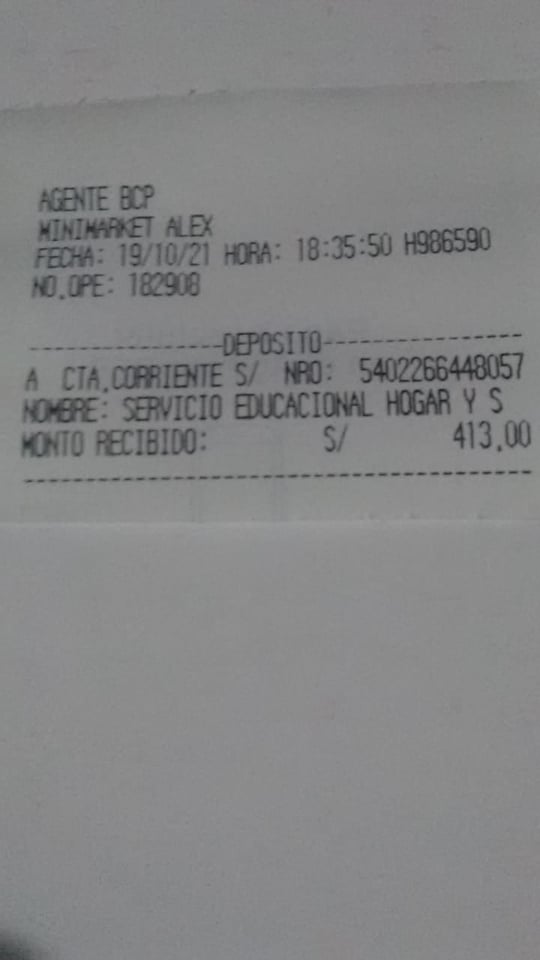 AGENTE BCP
MINIMARKET ALEX
FECHA: 19/10/21 HORA: 18:35:50 H986590
NO.OPE: 182908
----------------DEPOSITO----------------
A CTA.CORRIENTE S/ NRO: 5402266448057
NOMBRE: SERVICIO EDUCACIONAL HOGAR Y S
MONTO RECIBIDO: S/ 413.00
----------------------------------------